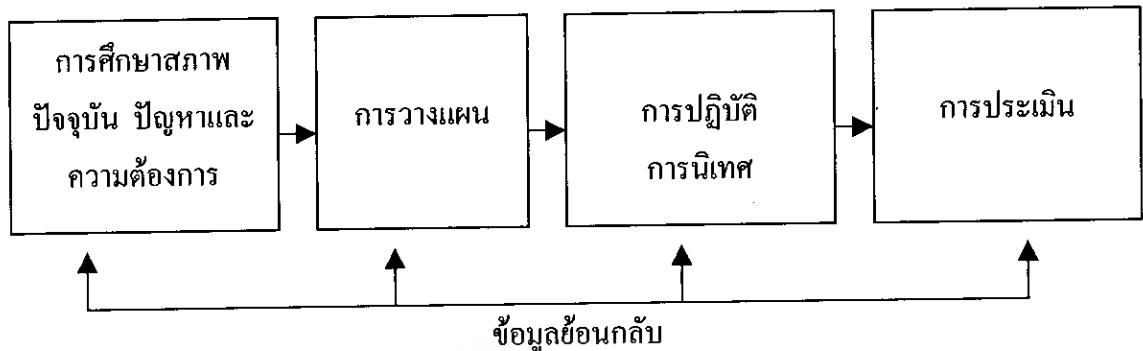 การศึกษาสภาพ
ปัจจุบัน ปัญหาและ
ความต้องการ
การวางแผน
การปฏิบัติ
การนิเทศ
การประเมิน
ข้อมูลย้อนกลับ